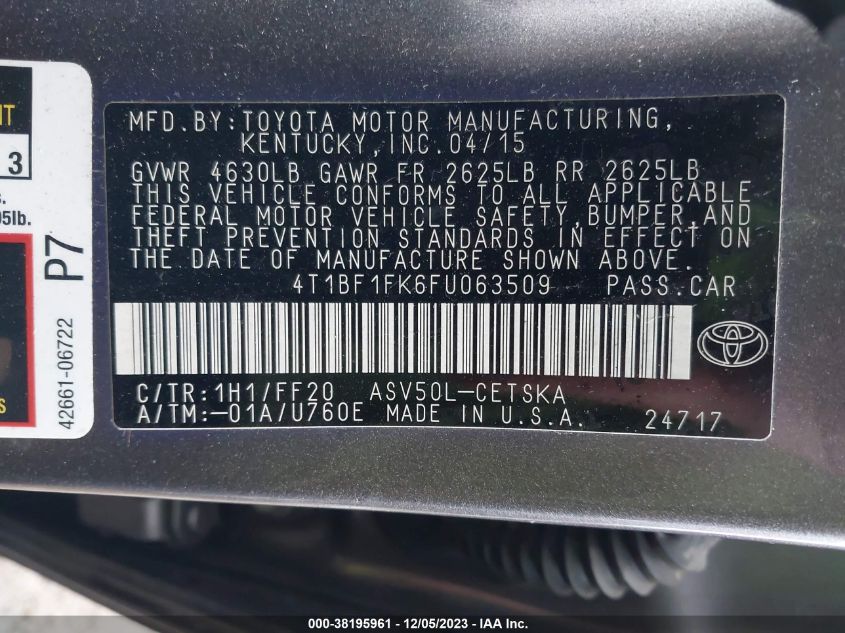 MFD.BY:TOYOTA MOTOR MANUFACTURING,
KENTUCKY,INC.04/15
GVWR 4630LB GAWR FR 2625LB RR 2625LB
THIS VEHICLE CONFORMS TO ALL APPLICABLE
FEDERAL MOTOR VEHICLE SAFETY,BUMPER,AND
THEFT PREVENTION STANDARDS IN EFFECT ON
THE DATE OF MANUFACTURE SHOWN ABOVE.
4T1BF1FK6FU063509 PASS.CAR
C/TR:1H1/FF20 ASV50L-CETSKA
A/TM:-01A/U760E MADE IN U.S.A. 24717
3
5lb.
P7
42661-06722
000-38195961 - 12/05/2023 - IAA Inc.